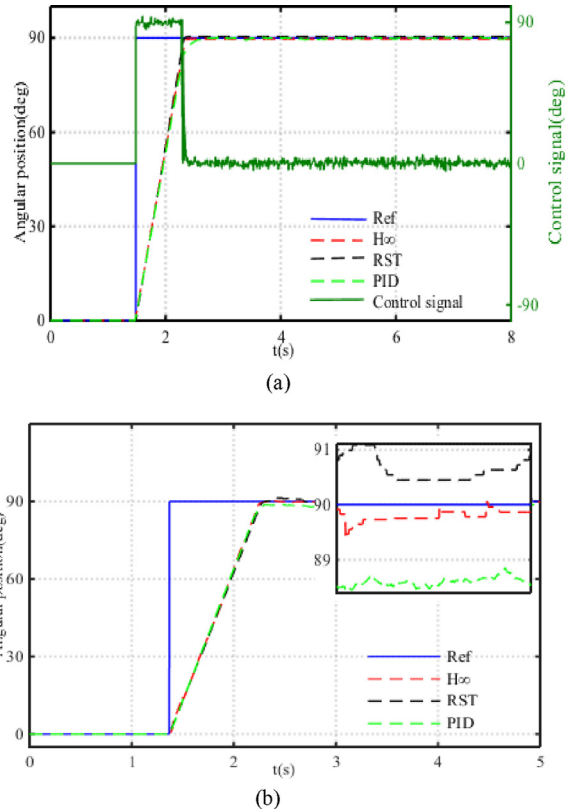 90
60
30
0
Angular position(deg)
90
0
-90
Control signal(deg)
Ref
H∞
RST
PID
Control signal
0 2 4 6 8
t(s)
(a)
120
90
60
30
0
position(deg)
91
90
89
Ref
H∞
RST
PID
0 1 2 3 4 5
t(s)
(b)